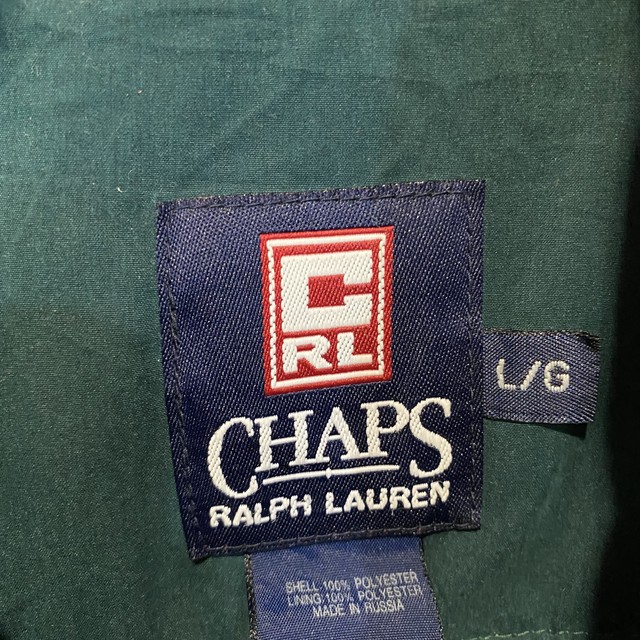 C
RL
CHAPS
RALPH LAUREN
L/G
SHELL 100% POLYESTER
LINING: 100% POLYESTER
MADE IN RUSSIA